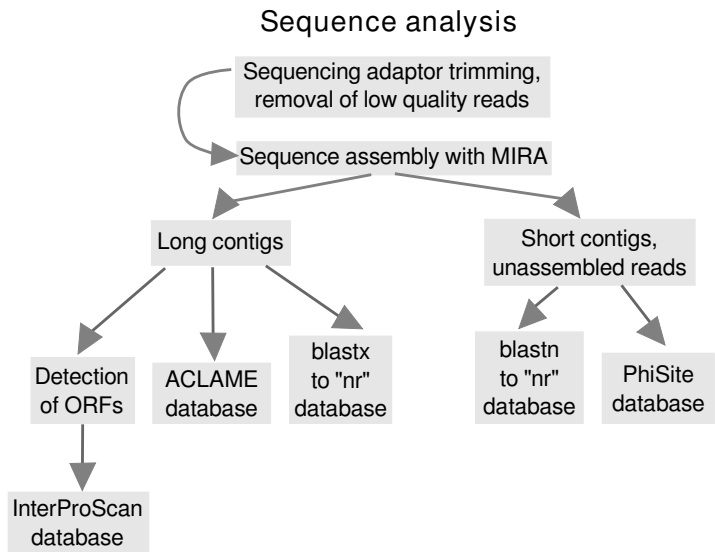 Sequence analysis
Sequencing adaptor trimming,
removal of low quality reads
Sequence assembly with MIRA
Long contigs
Short contigs,
unassembled reads
Detection
of ORFs
ACLAME
database
blastx
to "nr"
database
blastn
to "nr"
database
PhiSite
database
InterProScan
database